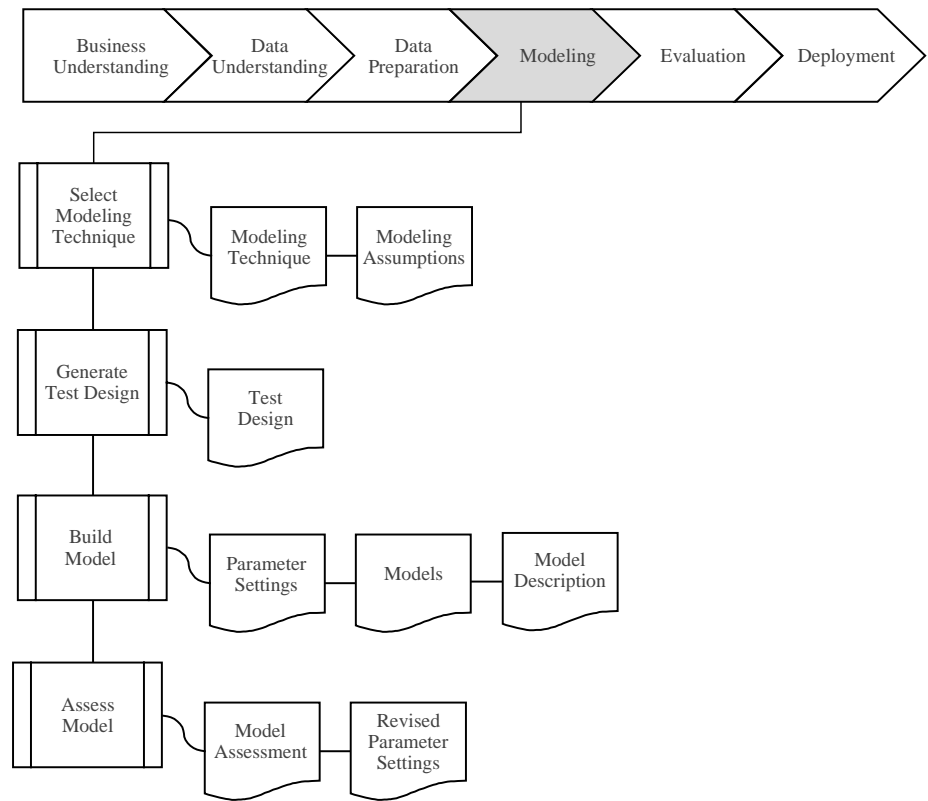 Business
Understanding
Data
Understanding
Data
Preparation
Modeling
Evaluation
Deployment
Select
Modeling
Technique
Modeling
Technique
Modeling
Assumptions
Generate
Test Design
Test
Design
Build
Model
Parameter
Settings
Models
Model
Description
Assess
Model
Model
Assessment
Revised
Parameter
Settings